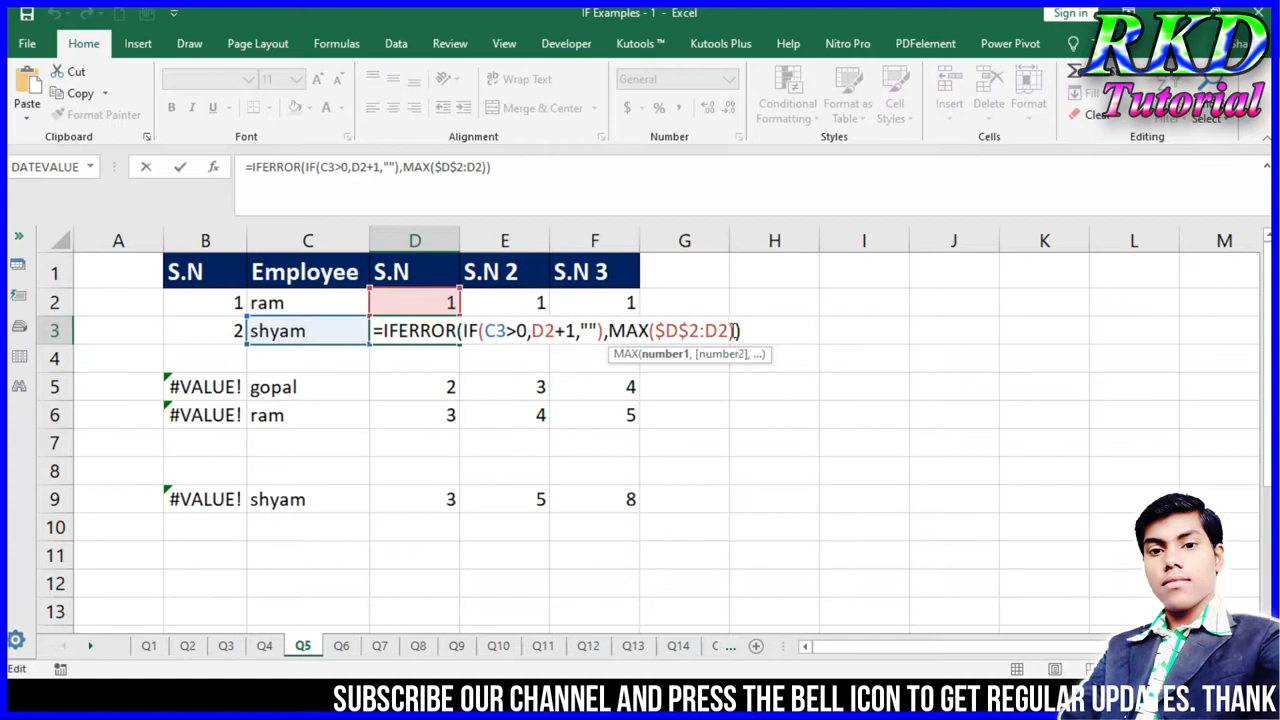 IF Examples - 1 - Excel
Sign in
File Home Insert Draw Page Layout Formulas Data Review View Developer Kutools ™ Kutools Plus Help Nitro Pro PDFelement Power Pivot
RKD
Tutorial
Paste
Cut
Copy
Format Painter
11
B I U
Wrap Text
Merge & Center
General
$ % ,
Conditional Formatting
Format as Table
Cell Styles
Insert Delete Format
Fill
Clear
Select
Clipboard Font Alignment Number Styles Cells Editing
DATEVALUE
fx
=IFERROR(IF(C3>0,D2+1,""),MAX($D$2:D2))
A B C D E F G H I J K L M
1 S.N Employee S.N S.N 2 S.N 3
2 1 ram 1 1 1
3 2 shyam =IFERROR(IF(C3>0,D2+1,""),MAX($D$2:D2))
MAX(number1, [number2], ...)
4
5 #VALUE! gopal 2 3 4
6 #VALUE! ram 3 4 5
7
8
9 #VALUE! shyam 3 5 8
10
11
12
13
Q1 Q2 Q3 Q4 Q5 Q6 Q7 Q8 Q9 Q10 Q11 Q12 Q13 Q14 ...
Edit
SUBSCRIBE OUR CHANNEL AND PRESS THE BELL ICON TO GET REGULAR UPDATES. THANK